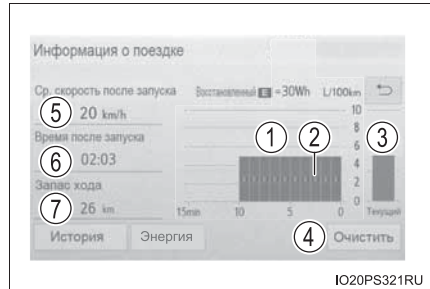 Информация о поездке
Ср. скорость после запуска
Восстановленный E =30Wh L/100km
5
20 km/h
Время после запуска
6
02:03
Запас хода
7
26 km
1
2
3
10
8
6
4
2
0
15min 10 5 0
Текущий
История
Энергия
4
Очистить
IO20PS321RU